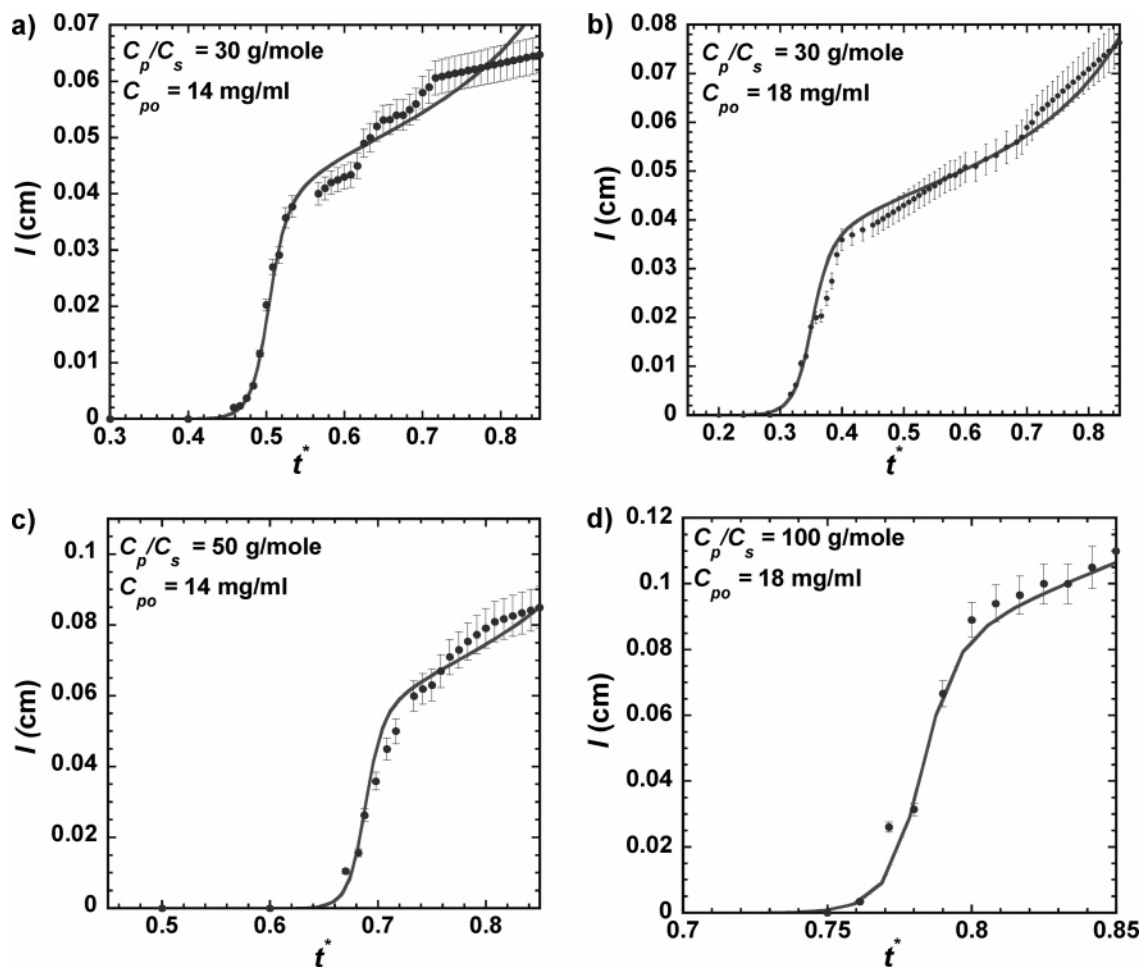 a)
C_p/C_s = 30 g/mole
C_po = 14 mg/ml
I (cm)
0.07
0.06
0.05
0.04
0.03
0.02
0.01
0
0.3 0.4 0.5 0.6 0.7 0.8
t*
b)
C_p/C_s = 30 g/mole
C_po = 18 mg/ml
I (cm)
0.08
0.07
0.06
0.05
0.04
0.03
0.02
0.01
0
0.2 0.3 0.4 0.5 0.6 0.7 0.8
t*
c)
C_p/C_s = 50 g/mole
C_po = 14 mg/ml
I (cm)
0.1
0.08
0.06
0.04
0.02
0
0.5 0.6 0.7 0.8
t*
d)
C_p/C_s = 100 g/mole
C_po = 18 mg/ml
I (cm)
0.12
0.1
0.08
0.06
0.04
0.02
0
0.7 0.75 0.8 0.85
t*